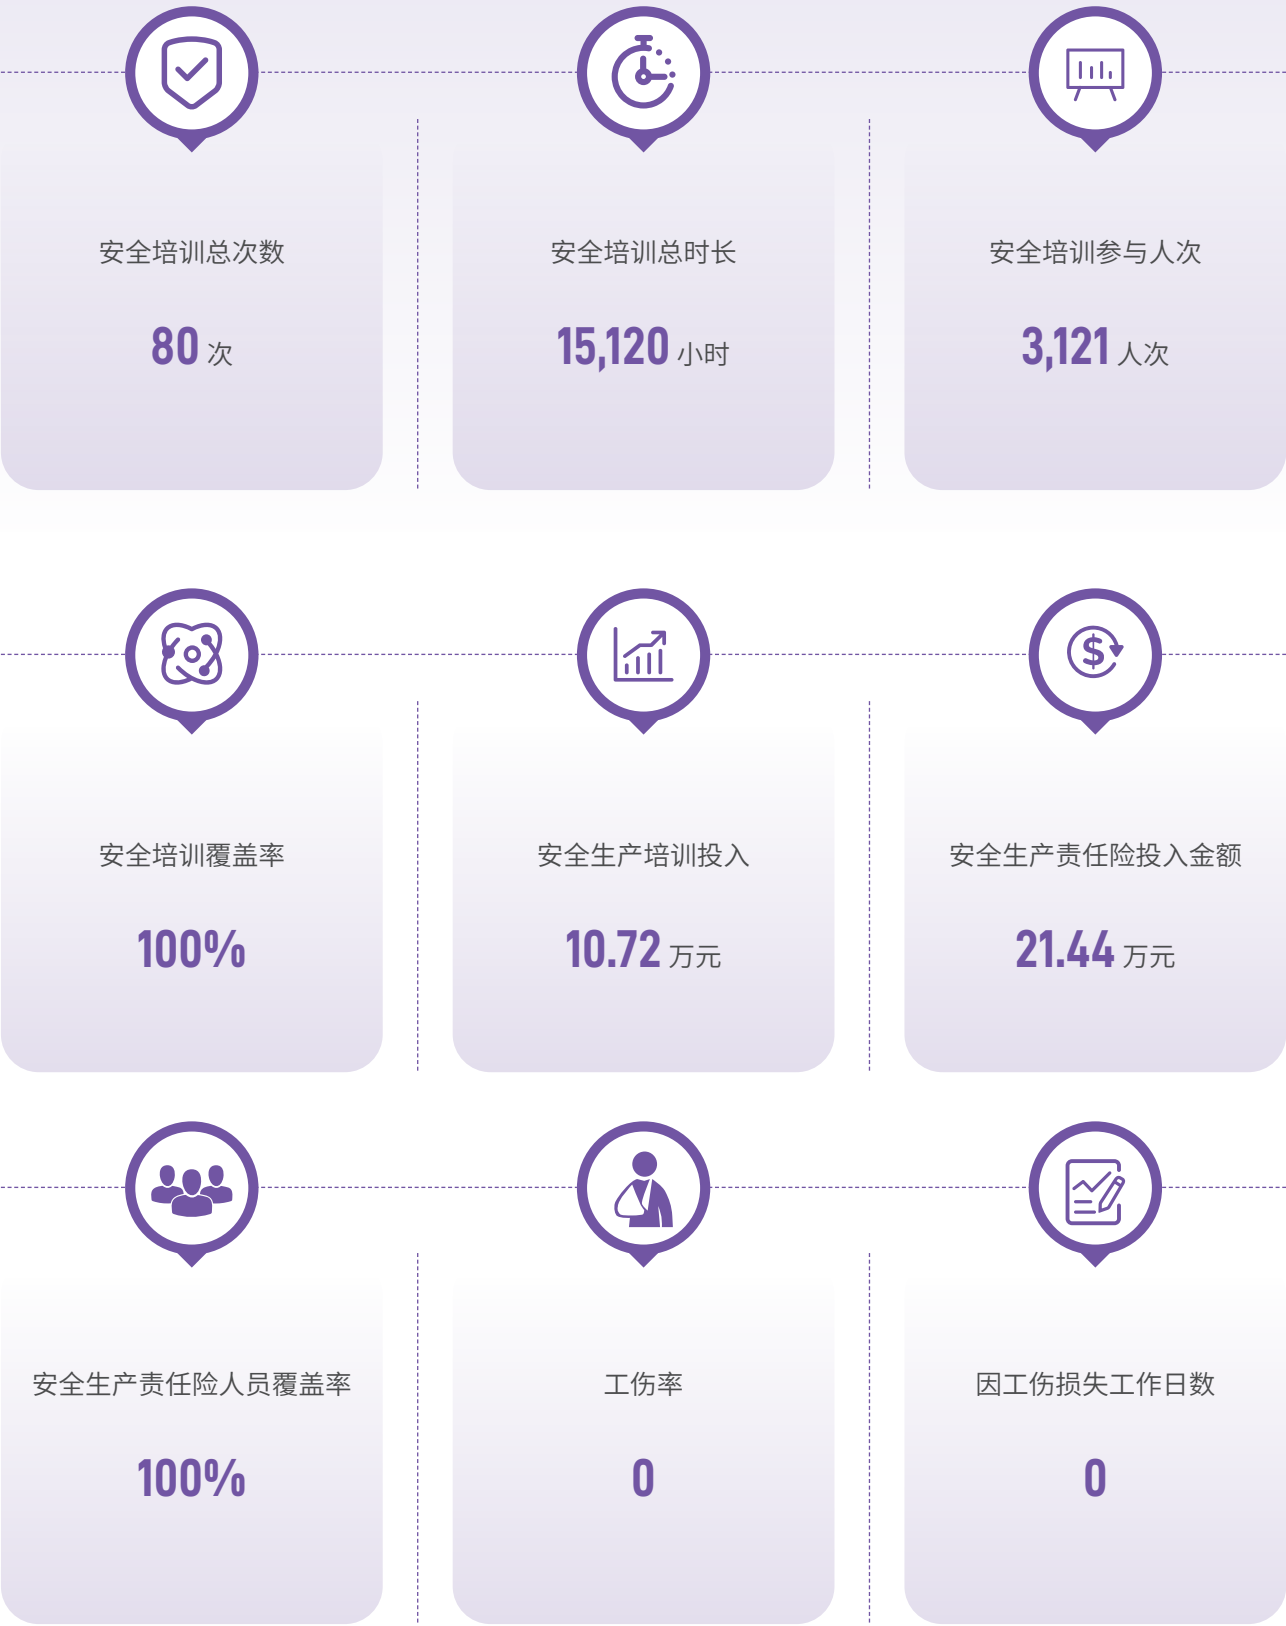 安全培训总次数
80 次
安全培训总时长
15,120 小时
安全培训参与人次
3,121 人次
安全培训覆盖率
100%
安全生产培训投入
10.72 万元
安全生产责任险投入金额
21.44 万元
安全生产责任险人员覆盖率
100%
工伤率
0
因工伤损失工作日数
0